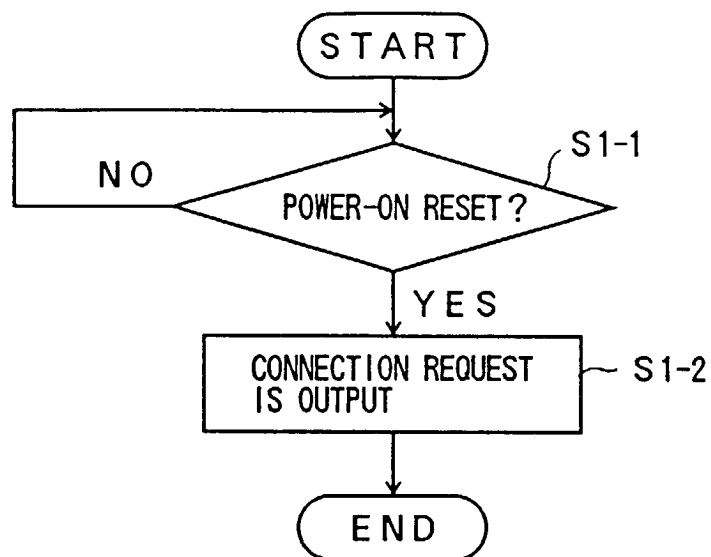 START
S1-1
NO
POWER-ON RESET?
YES
CONNECTION REQUEST
IS OUTPUT
S1-2
END